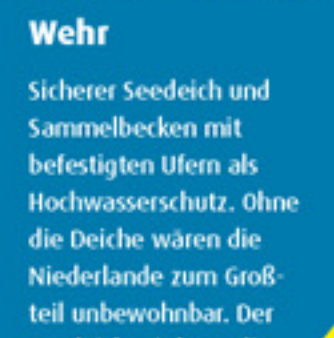 Wehr
Sicherer Seedeich und
Sammelbecken mit
befestigten Ufern als
Hochwasserschutz. Ohne
die Deiche wären die
Niederlande zum Groß-
teil unbewohnbar. Der